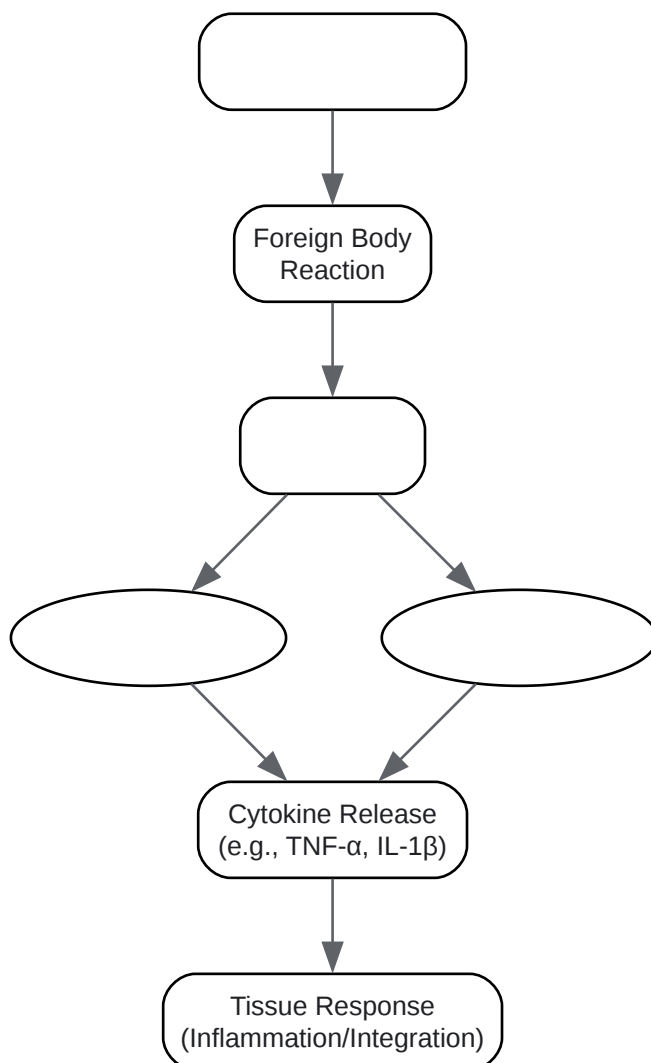 Foreign Body
Reaction
Cytokine Release
(e.g., TNF-α, IL-1β)
Tissue Response
(Inflammation/Integration)